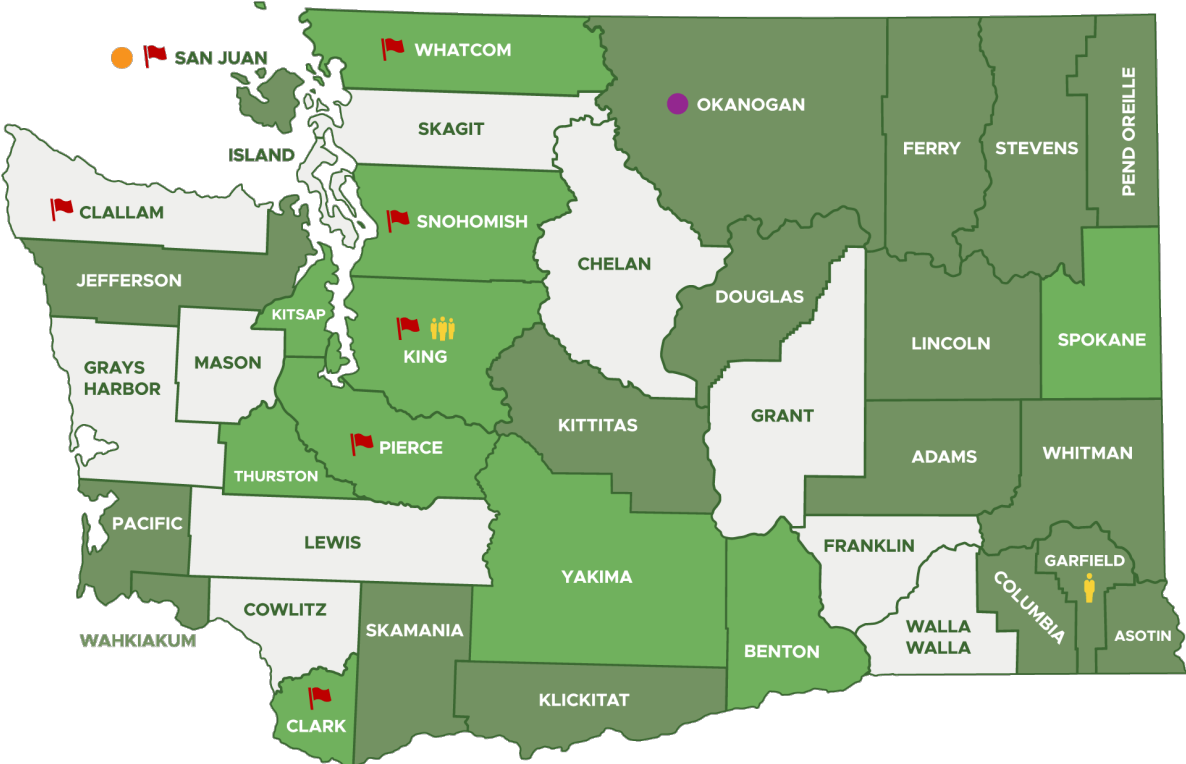 WHATCOM
SAN JUAN
OKANOGAN
PEND OREILLE
SKAGIT
FERRY
STEVENS
ISLAND
CLALLAM
SNOHOMISH
CHELAN
JEFFERSON
DOUGLAS
KITSAP
KING
LINCOLN
SPOKANE
GRAYS
HARBOR
MASON
GRANT
KITTITAS
PIERCE
ADAMS
WHITMAN
THURSTON
PACIFIC
LEWIS
FRANKLIN
GARFIELD
YAKIMA
COLUMBIA
COWLITZ
WAHKIAKUM
SKAMANIA
WALLA
WALLA
ASOTIN
BENTON
KLICKITAT
CLARK